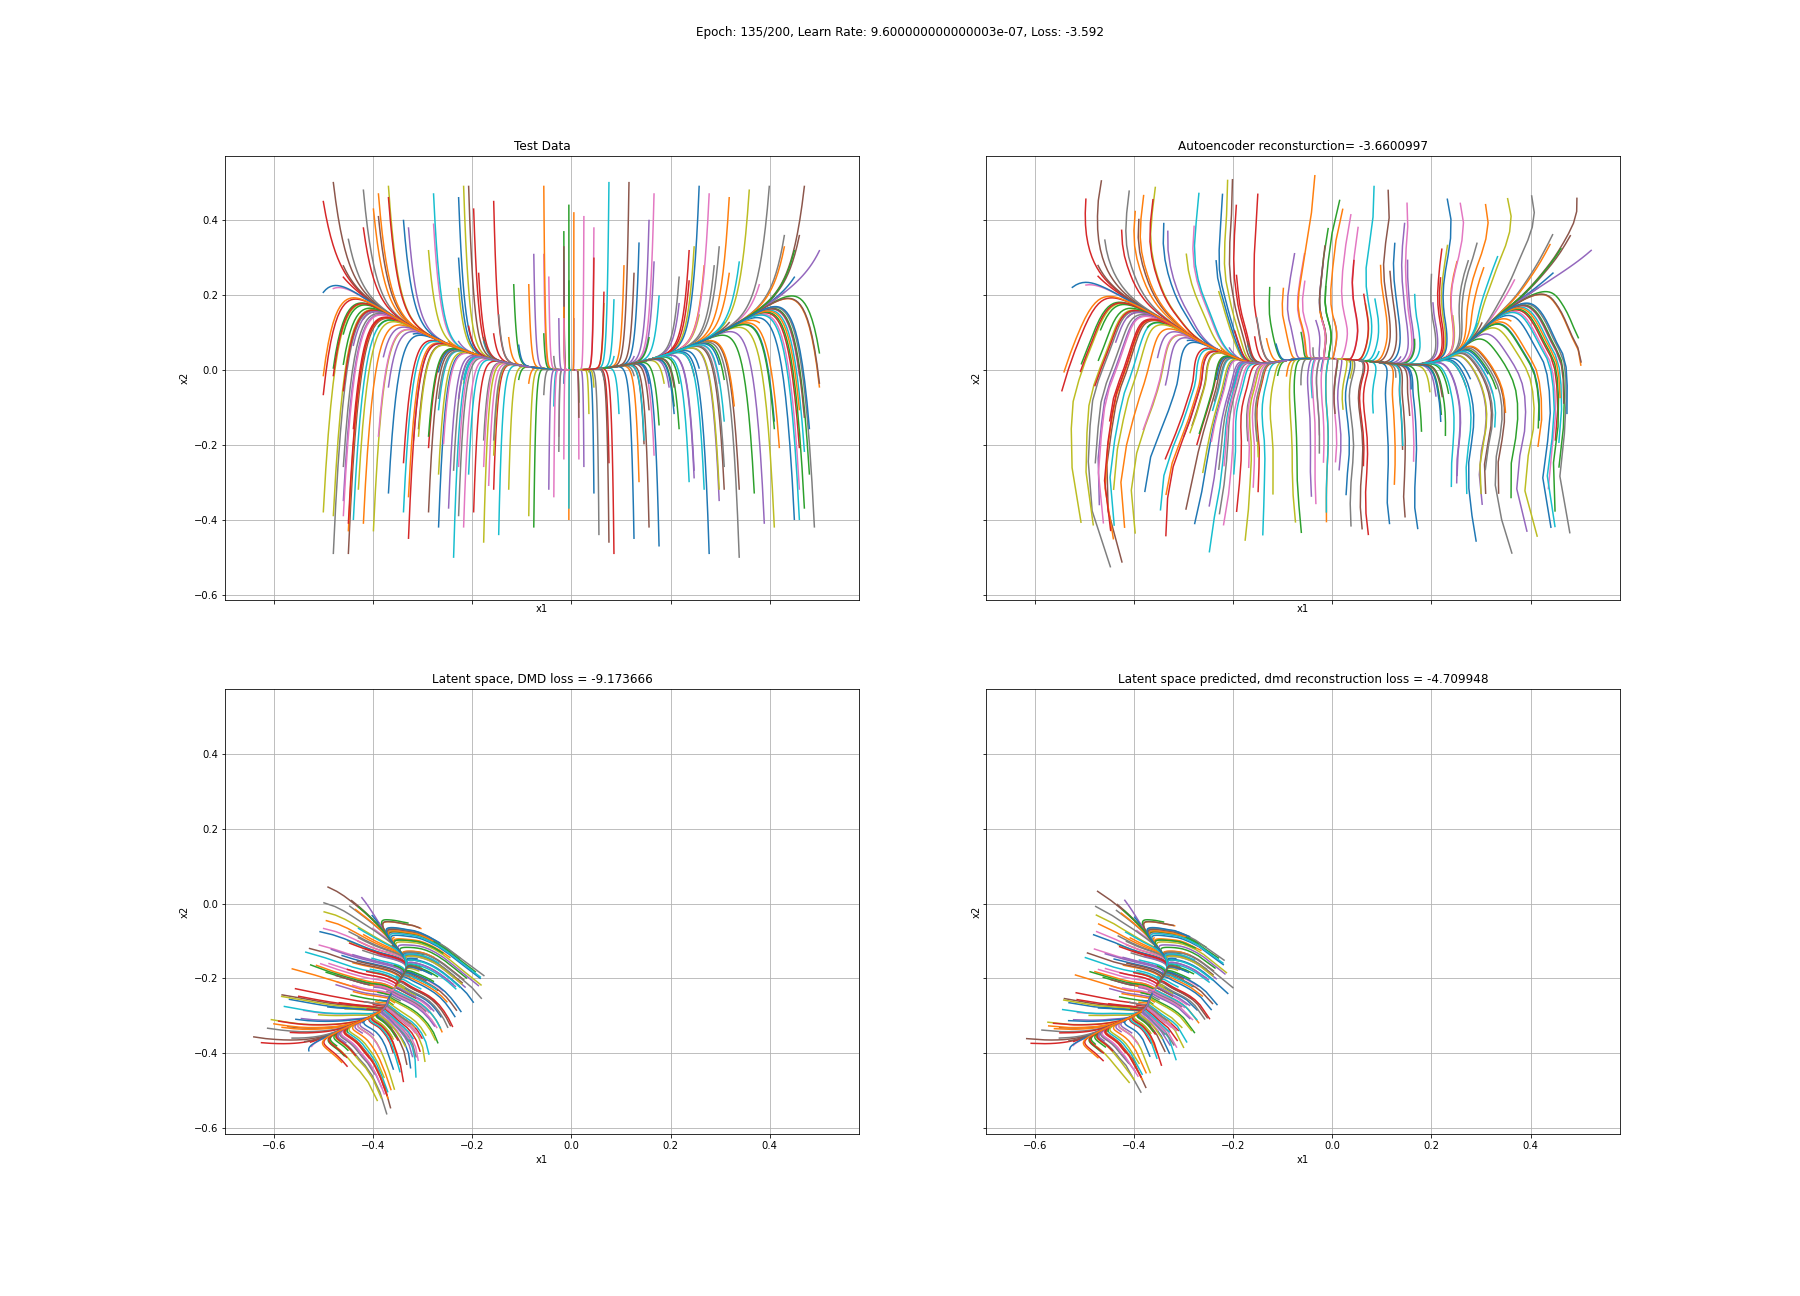 Epoch: 135/200, Learn Rate: 9.600000000000003e-07, Loss: -3.592
Test Data
Autoencoder reconsturction= -3.6600997
0.4
0.2
0.0
−0.2
−0.4
−0.6
x2
x1
x2
x1
Latent space, DMD loss = -9.173666
Latent space predicted, dmd reconstruction loss = -4.709948
0.4
0.2
0.0
−0.2
−0.4
−0.6
x2
−0.6 −0.4 −0.2 0.0 0.2 0.4
x1
x2
−0.6 −0.4 −0.2 0.0 0.2 0.4
x1